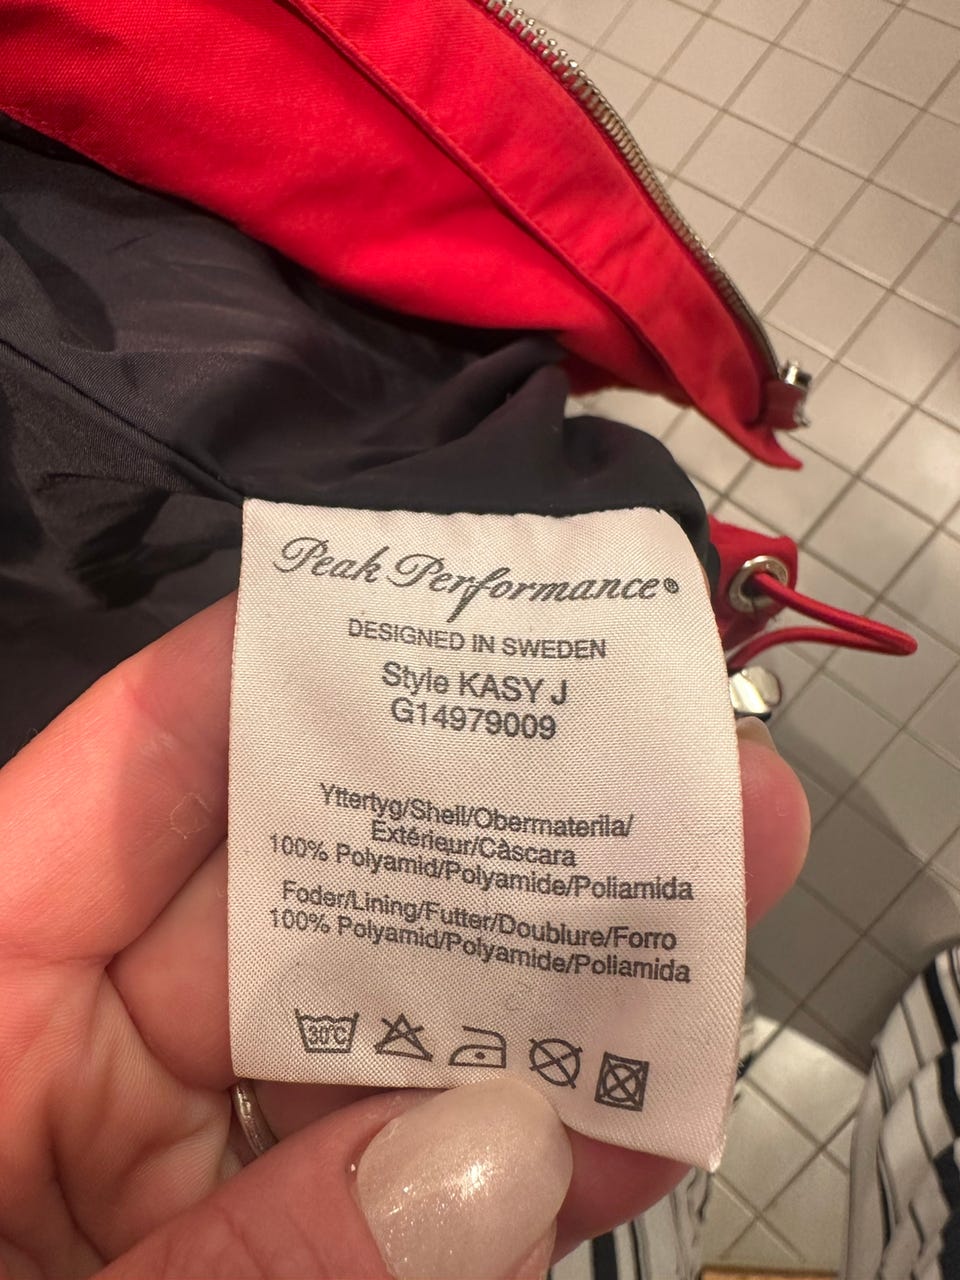 Peak Performance®
DESIGNED IN SWEDEN
Style KASY J
G14979009
Yttertyg/Shell/Obermaterila/
Extérieur/Càscara
100% Polyamid/Polyamide/Poliamida
Foder/Lining/Futter/Doublure/Forro
100% Polyamid/Polyamide/Poliamida
30°C